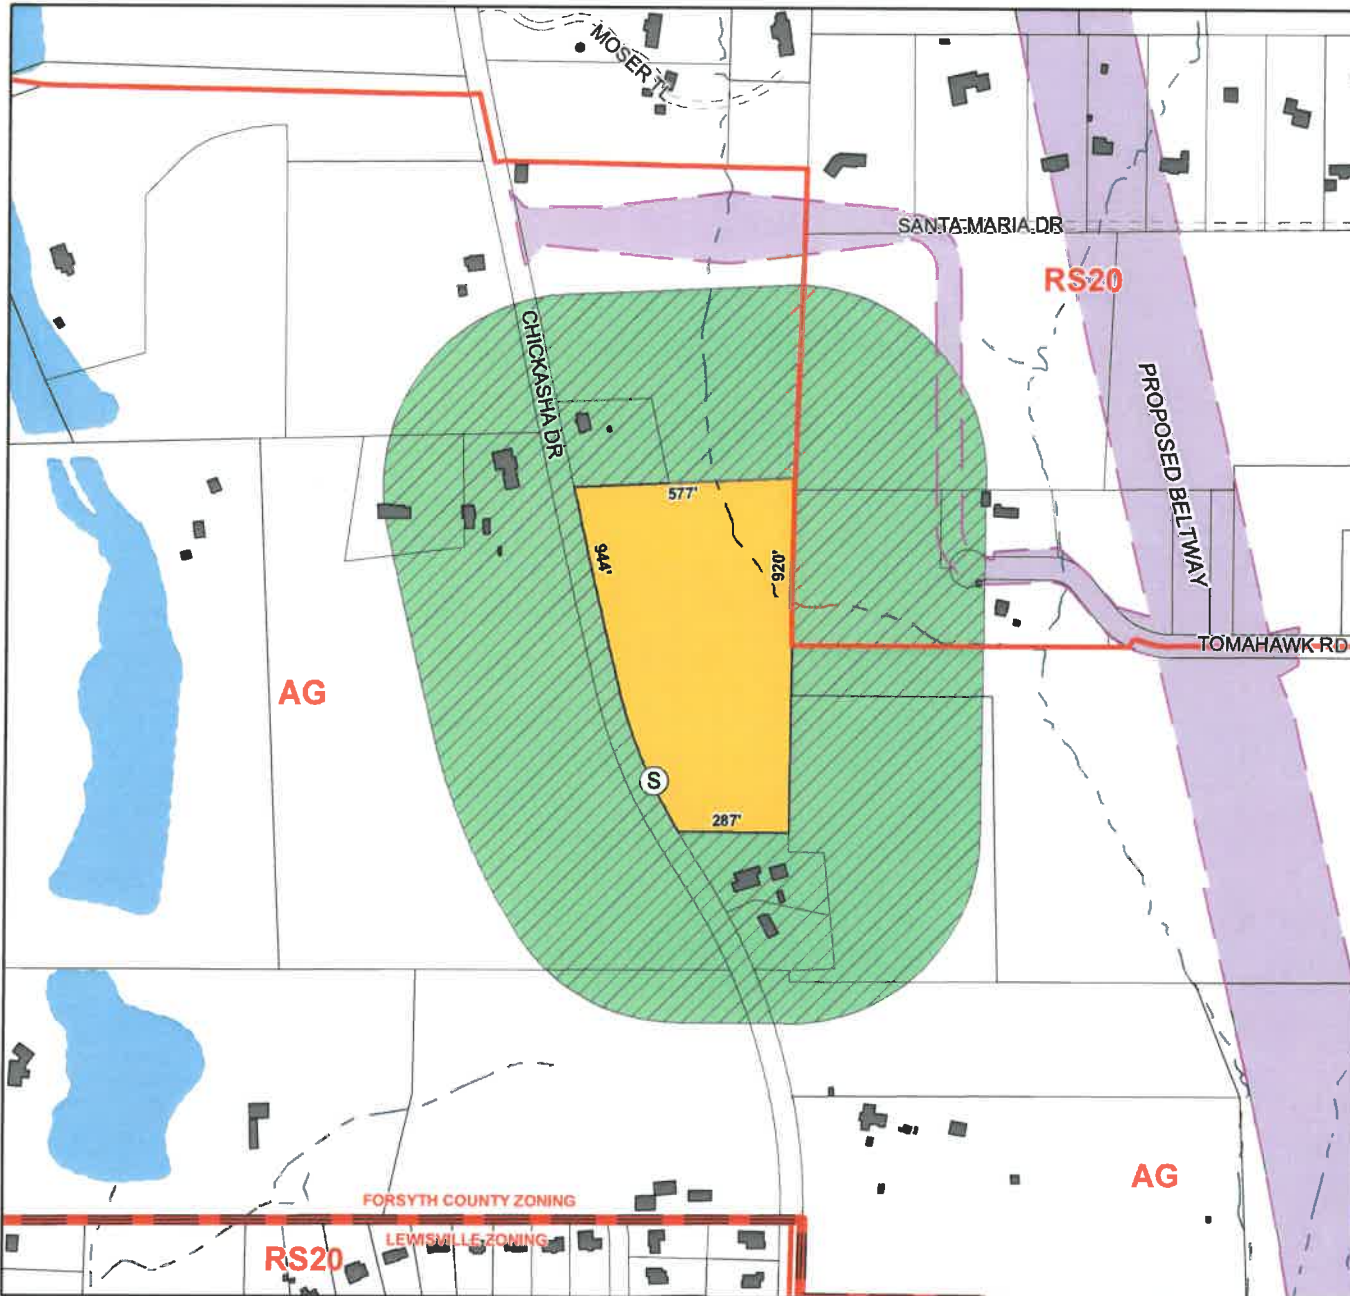 MOSER TL
SANTA MARIA DR
RS20
CHICKASHA DR
PROPOSED BELTWAY
577'
944'
920'
TOMAHAWK RD
AG
S
287'
AG
FORSYTH COUNTY ZONING
LEWISVILLE ZONING
RS20